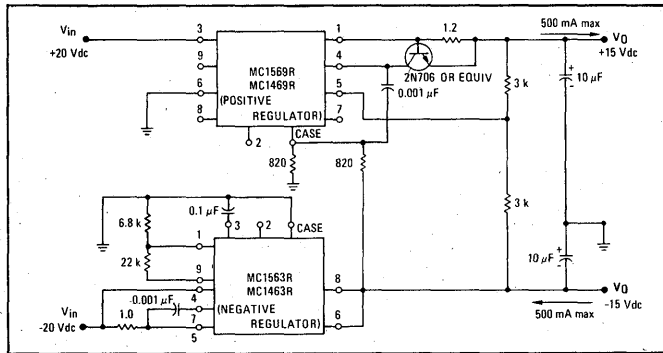 Vin
+20 Vdc
3
9
6
8
MC1569R
MC1469R
(POSITIVE
REGULATOR)
1
4
5
7
2
CASE
1.2
2N706 OR EQUIV
0.001 µF
500 mA max
VO
+15 Vdc
3 k
+
10 µF
-
820
820
3 k
6.8 k
22 k
0.1 µF
3
2
CASE
1
9
4
7
5
MC1563R
MC1463R
(NEGATIVE
REGULATOR)
8
6
0.001 µF
1.0
Vin
-20 Vdc
+
10 µF
-
VO
-15 Vdc
500 mA max